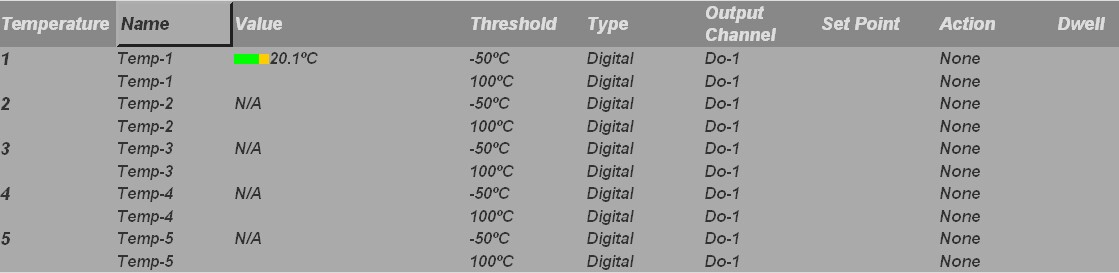 Temperature Name Value Threshold Type Output Channel Set Point Action Dwell
1 Temp-1 20.1ºC -50ºC Digital Do-1 None
Temp-1 100ºC Digital Do-1 None
2 Temp-2 N/A -50ºC Digital Do-1 None
Temp-2 100ºC Digital Do-1 None
3 Temp-3 N/A -50ºC Digital Do-1 None
Temp-3 100ºC Digital Do-1 None
4 Temp-4 N/A -50ºC Digital Do-1 None
Temp-4 100ºC Digital Do-1 None
5 Temp-5 N/A -50ºC Digital Do-1 None
Temp-5 100ºC Digital Do-1 None